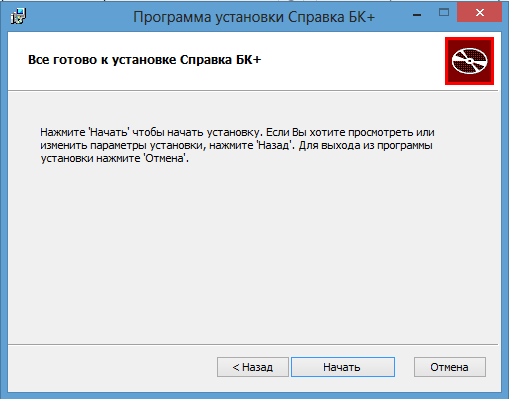 Программа установки Справка БК+
Все готово к установке Справка БК+
Нажмите 'Начать' чтобы начать установку. Если Вы хотите просмотреть или
изменить параметры установки, нажмите 'Назад'. Для выхода из программы
установки нажмите 'Отмена'.
< Назад
Начать
Отмена